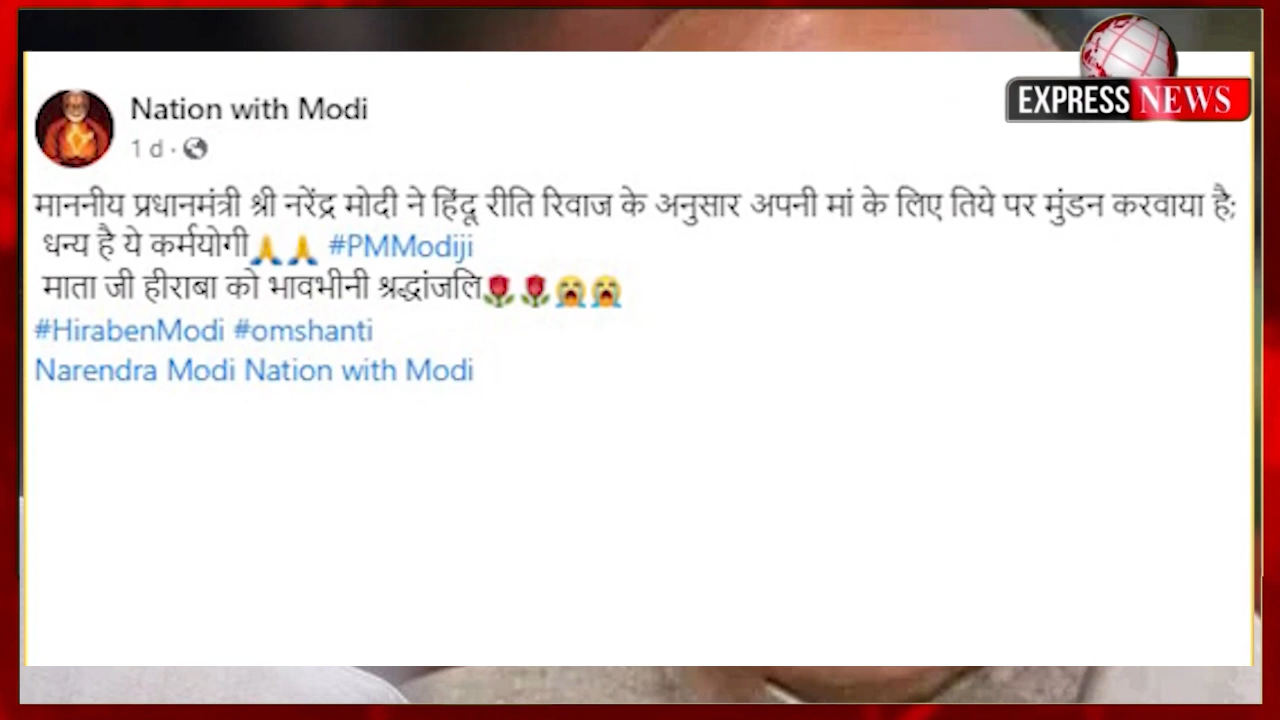 EXPRESS NEWS
Nation with Modi
1 d ·
माननीय प्रधानमंत्री श्री नरेंद्र मोदी ने हिंदू रीति रिवाज के अनुसार अपनी मां के लिए तिये पर मुंडन करवाया है;
धन्य है ये कर्मयोगी🙏🙏 #PMModiji
माता जी हीराबा को भावभीनी श्रद्धांजलि🌹🌹😭😭
#HirabenModi #omshanti
Narendra Modi Nation with Modi